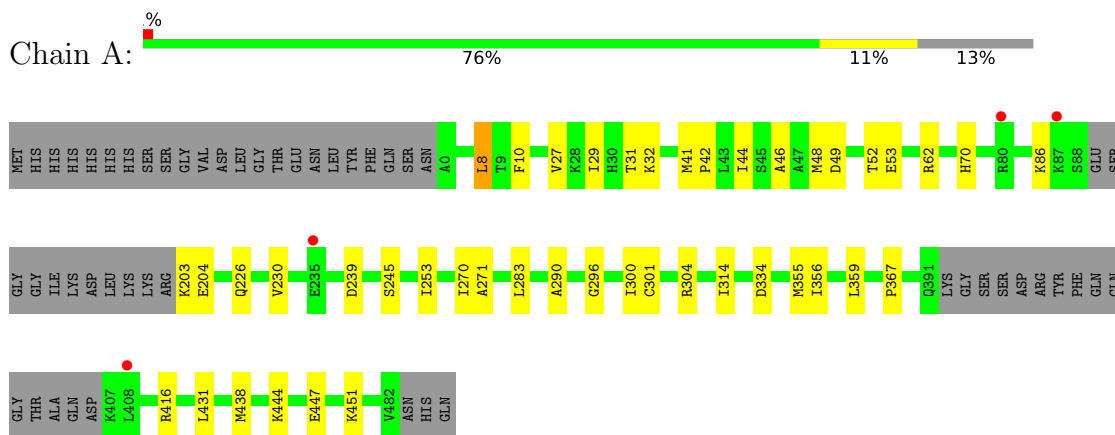 .%
Chain A:
76% 11% 13%
MET HIS HIS HIS HIS HIS HIS SER SER GLY VAL ASP LEU GLY THR GLU ASN LEU TYR PHE GLN SER ASN A0 L8 T9 F10 V27 K28 I29 H30 T31 K32 M41 P42 L43 I44 S45 A46 A47 M48 D49 T52 E53 R62 H70 R80 K86 K87 S88 GLU SER
GLY GLY ILE LYS ASP LEU LYS LYS ARG K203 E204 Q226 V230 E235 D239 S245 I253 I270 A271 L283 A290 G296 I300 C301 R304 I314 D334 M355 I356 L359 P367 Q391 LYS GLY SER SER ASP ARG TYR PHE GLN GLN
GLY THR ALA GLN ASP K407 L408 R416 L431 M438 K444 E447 K451 V482 ASN HIS GLN